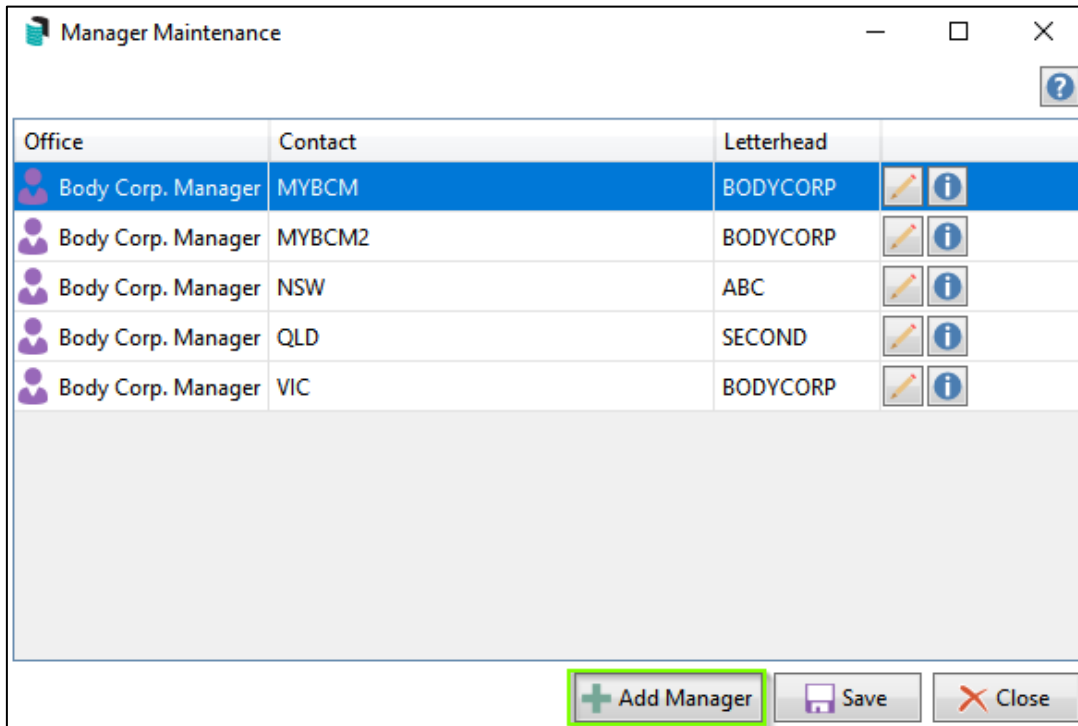 Manager Maintenance
Office Contact Letterhead
Body Corp. Manager MYBCM BODYCORP
Body Corp. Manager MYBCM2 BODYCORP
Body Corp. Manager NSW ABC
Body Corp. Manager QLD SECOND
Body Corp. Manager VIC BODYCORP
Add Manager Save Close